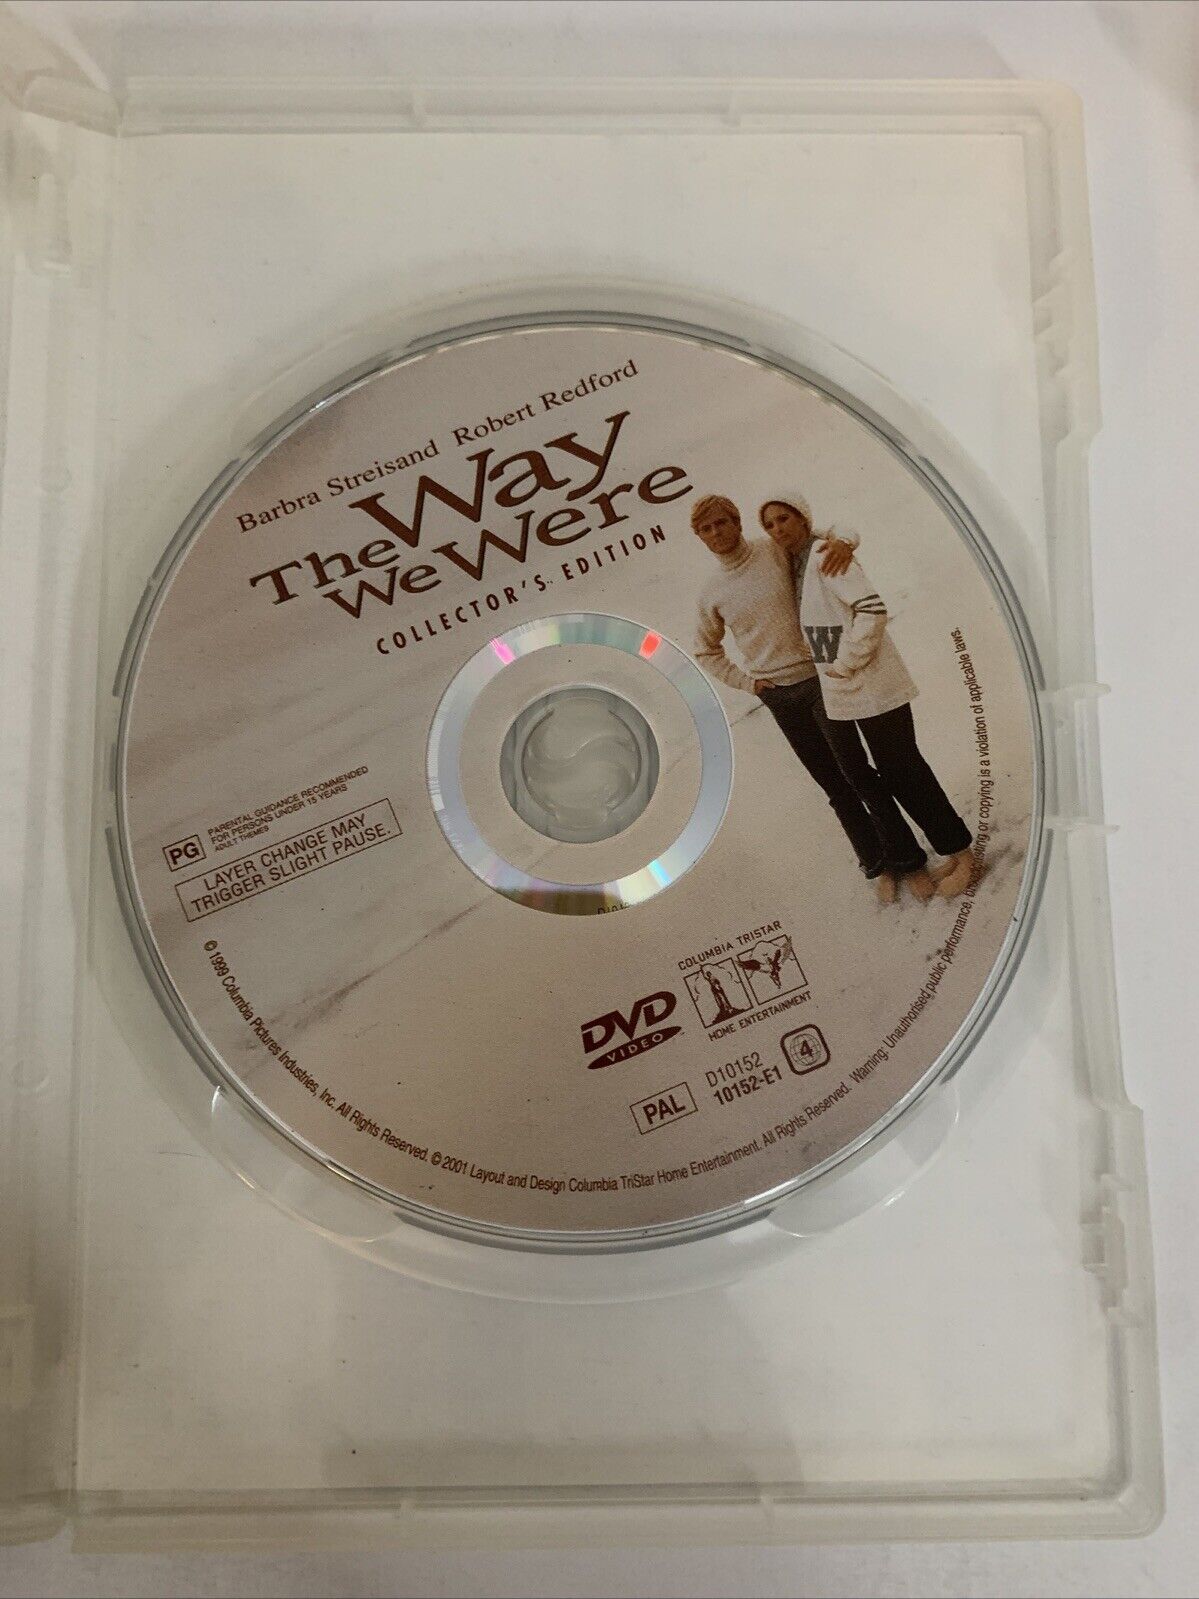 Barbra Streisand Robert Redford
The Way
We Were
COLLECTOR'S EDITION
W
PG
PARENTAL GUIDANCE RECOMMENDED
FOR PERSONS UNDER 15 YEARS
ADULT THEMES
LAYER CHANGE MAY
TRIGGER SLIGHT PAUSE.
COLUMBIA TRISTAR
HOME ENTERTAINMENT
DVD
VIDEO
PAL
D10152
10152-E1
4
© 1999 Columbia Pictures Industries, Inc. All Rights Reserved. © 2001 Layout and Design Columbia TriStar Home Entertainment. All Rights Reserved. Warning: Unauthorised public performance, broadcasting or copying is a violation of applicable laws.